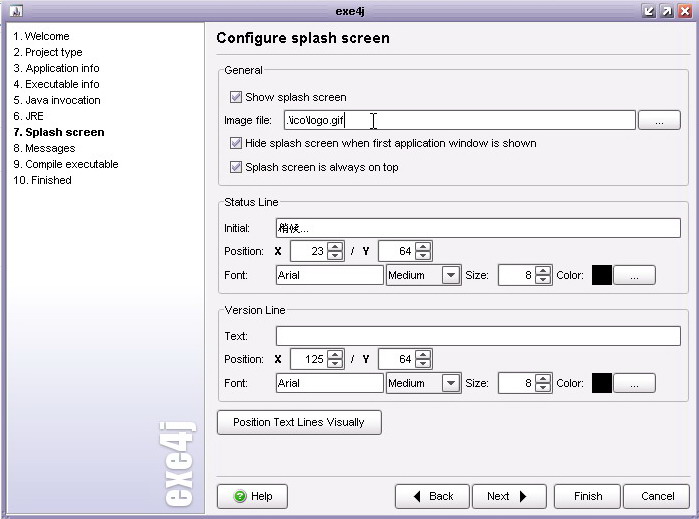 exe4j
1. Welcome
2. Project type
3. Application info
4. Executable info
5. Java invocation
6. JRE
7. Splash screen
8. Messages
9. Compile executable
10. Finished
exe4j
Configure splash screen
General
Show splash screen
Image file: .\ico\logo.gif ...
Hide splash screen when first application window is shown
Splash screen is always on top
Status Line
Initial: 稍候...
Position: X 23 / Y 64
Font: Arial Medium Size: 8 Color: ...
Version Line
Text:
Position: X 125 / Y 64
Font: Arial Medium Size: 8 Color: ...
Position Text Lines Visually
Help Back Next Finish Cancel